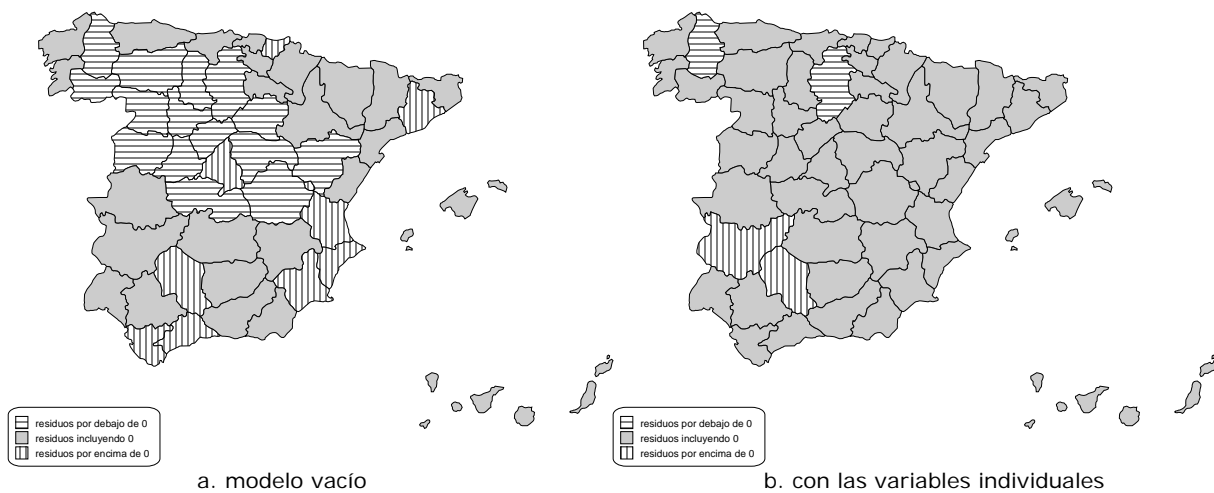 residuos por debajo de 0
residuos incluyendo 0
residuos por encima de 0
a. modelo vacío
residuos por debajo de 0
residuos incluyendo 0
residuos por encima de 0
b. con las variables individuales